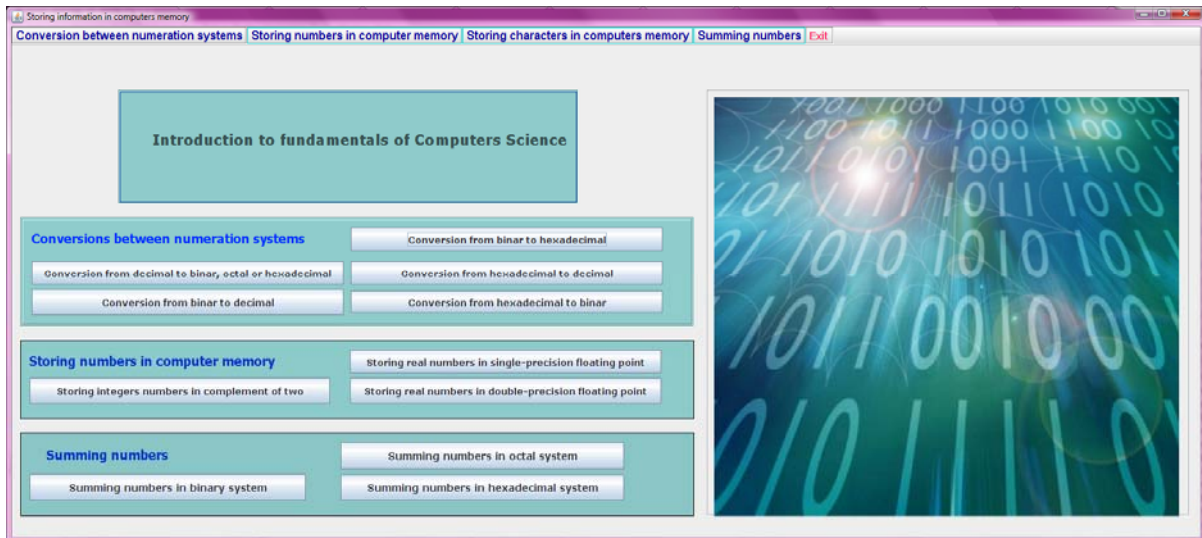 Storing information in computers memory
Conversion between numeration systems Storing numbers in computer memory Storing characters in computers memory Summing numbers Exit
Introduction to fundamentals of Computers Science
Conversions between numeration systems
Conversion from binar to hexadecimal
Conversion from decimal to binar, octal or hexadecimal
Conversion from hexadecimal to decimal
Conversion from binar to decimal
Conversion from hexadecimal to binar
Storing numbers in computer memory
Storing real numbers in single-precision floating point
Storing integers numbers in complement of two
Storing real numbers in double-precision floating point
Summing numbers
Summing numbers in octal system
Summing numbers in binary system
Summing numbers in hexadecimal system